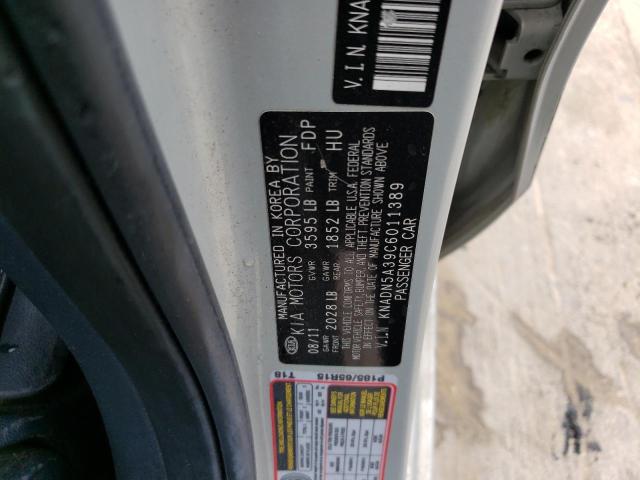 V.I.N. KNA
MANUFACTURED IN KOREA BY
KIA MOTORS CORPORATION
08/11 GVWR 3595 LB PAINT FDP
GAWR FRONT 2028 LB GAWR REAR 1852 LB TRIM HU
THIS VEHICLE CONFORMS TO ALL APPLICABLE U.S.A. FEDERAL
MOTOR VEHICLE SAFETY, BUMPER AND THEFT PREVENTION STANDARDS
IN EFFECT ON THE DATE OF MANUFACTURE SHOWN ABOVE
V.I.N KNADN5A39C6011389
PASSENGER CAR
KIA
T18 P185/65R15